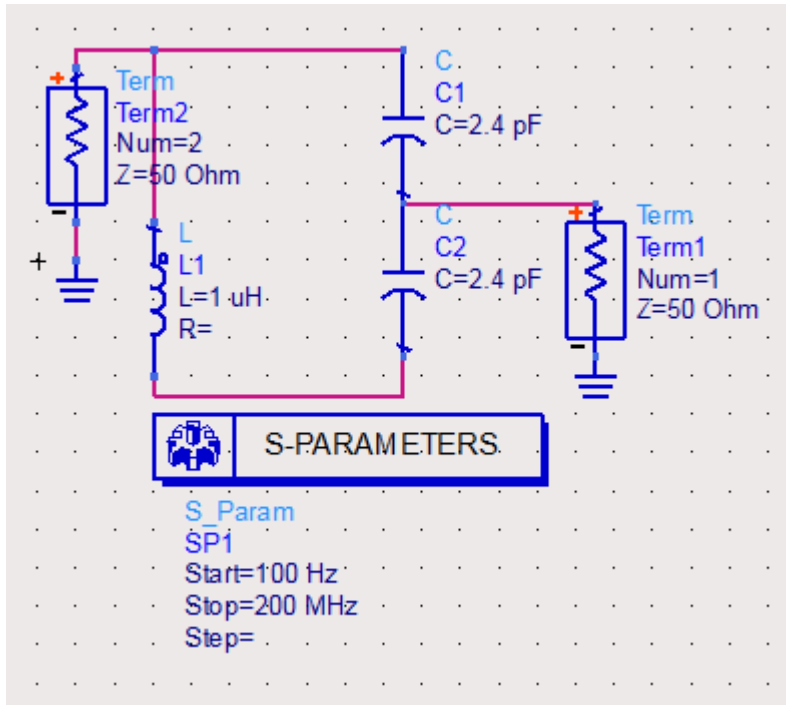 C
C1
C=2.4 pF
+
Term
Term2
Num=2
Z=50 Ohm
-
+
L
L1
L=1 uH
R=
C
C2
C=2.4 pF
+
Term
Term1
Num=1
Z=50 Ohm
-
S-PARAMETERS
S_Param
SP1
Start=100 Hz
Stop=200 MHz
Step=